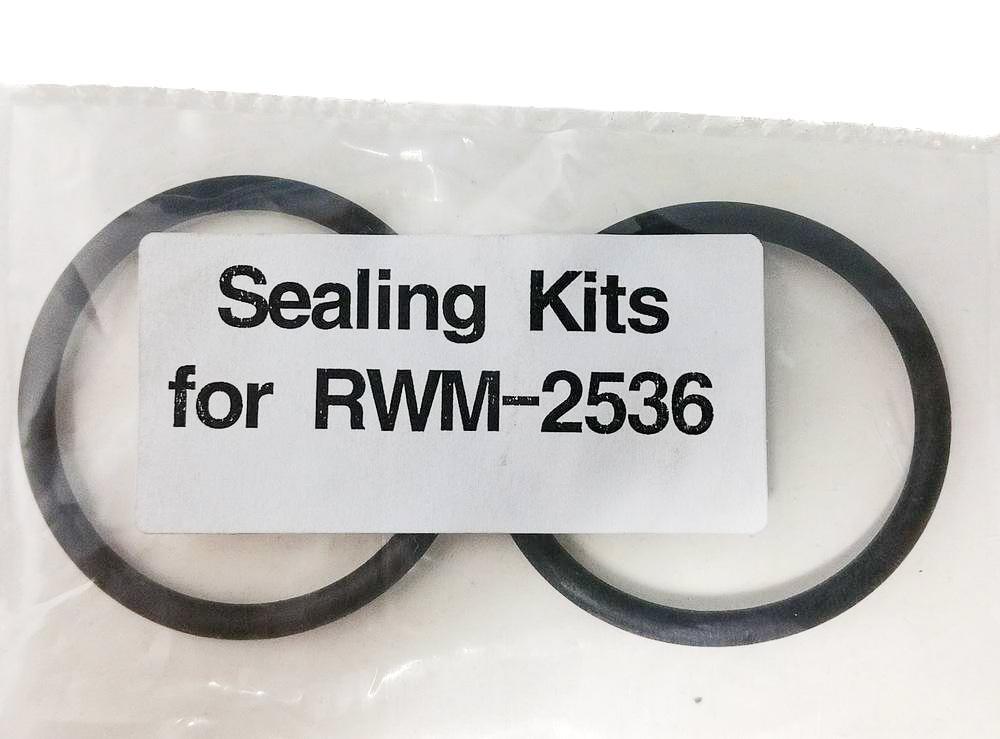 Sealing Kits
for RWM-2536